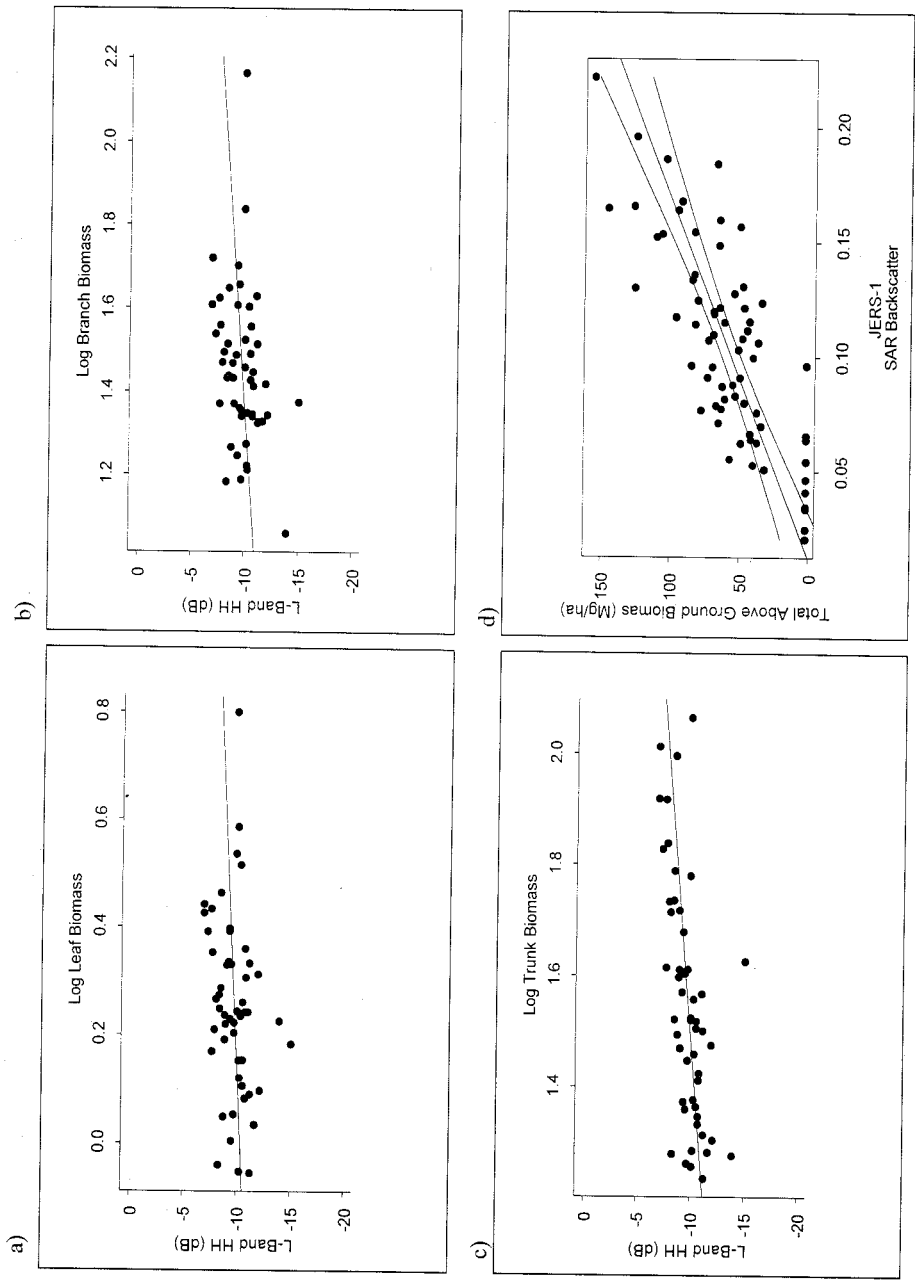 a)
Log Leaf Biomass
0.0 0.2 0.4 0.6 0.8
L-Band HH (dB)
0
-5
-10
-15
-20
b)
Log Branch Biomass
1.2 1.4 1.6 1.8 2.0 2.2
L-Band HH (dB)
0
-5
-10
-15
-20
c)
Log Trunk Biomass
1.4 1.6 1.8 2.0
L-Band HH (dB)
0
-5
-10
-15
-20
d)
Total Above Ground Biomas (Mg/ha)
150
100
50
0
0.05 0.10 0.15 0.20
JERS-1
SAR Backscatter